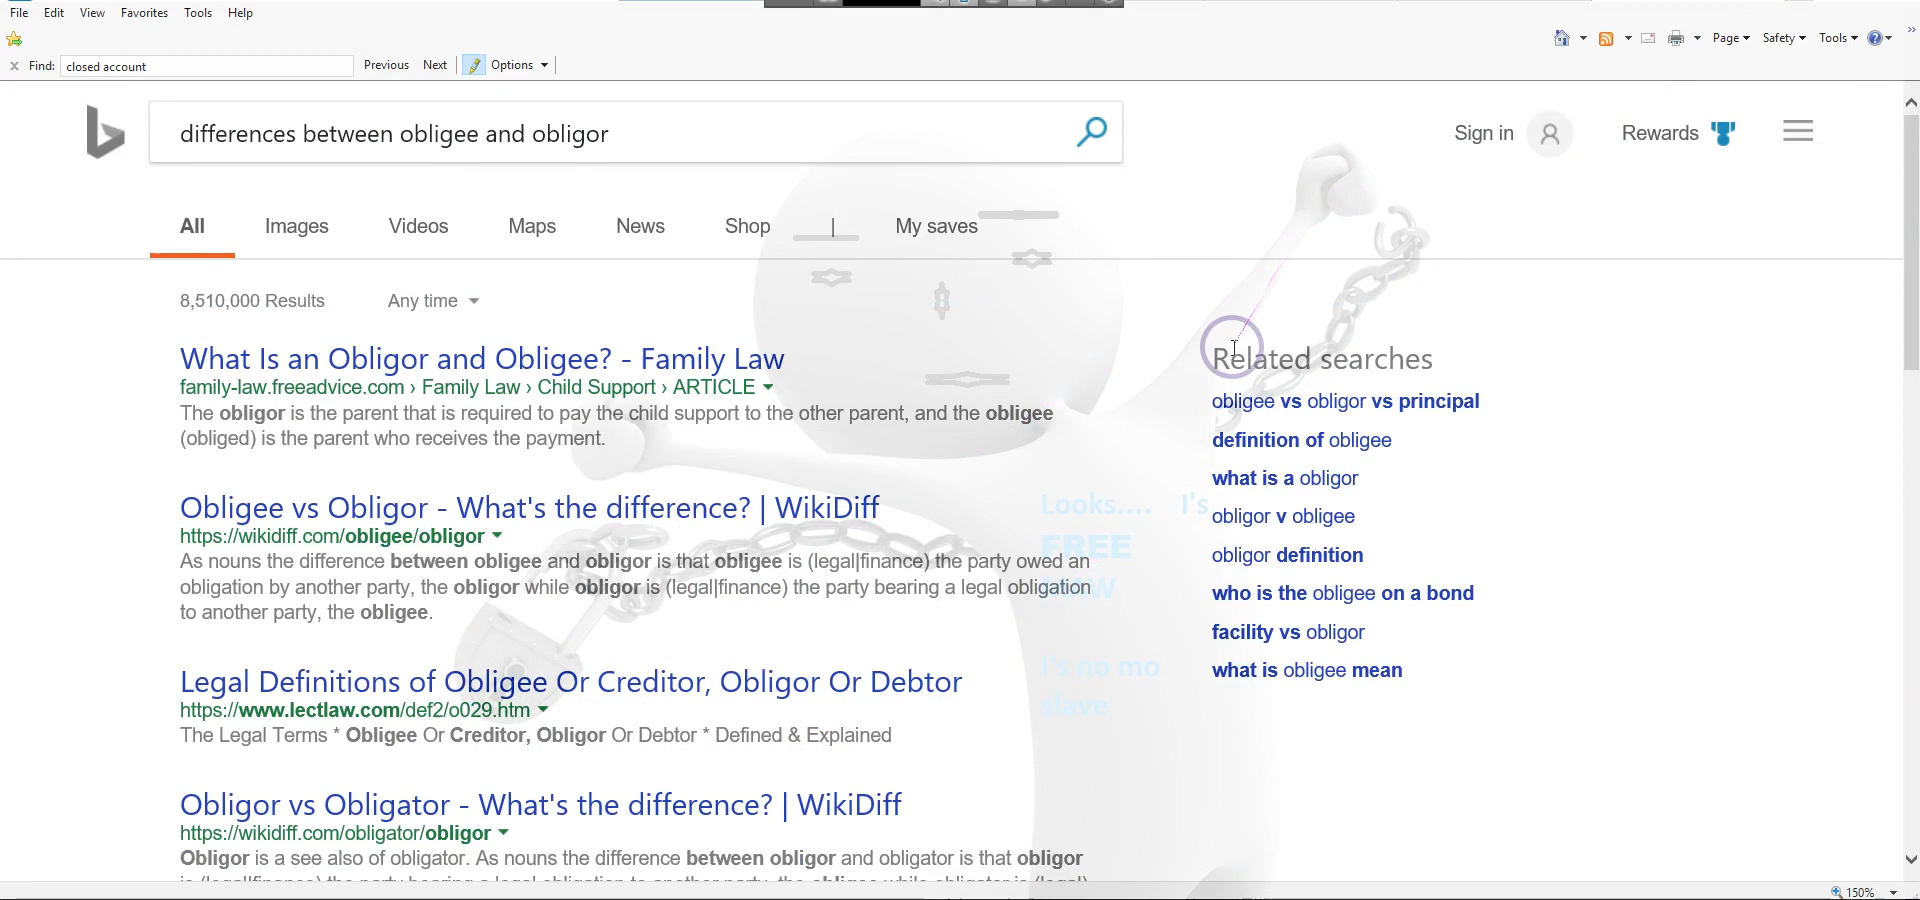 File Edit View Favorites Tools Help
Page Safety Tools
Find: closed account Previous Next Options
differences between obligee and obligor
Sign in Rewards
All Images Videos Maps News Shop | My saves
8,510,000 Results Any time
What Is an Obligor and Obligee? - Family Law
family-law.freeadvice.com › Family Law › Child Support › ARTICLE
The obligor is the parent that is required to pay the child support to the other parent, and the obligee
(obliged) is the parent who receives the payment.
Obligee vs Obligor - What's the difference? | WikiDiff
https://wikidiff.com/obligee/obligor
As nouns the difference between obligee and obligor is that obligee is (legal|finance) the party owed an
obligation by another party, the obligor while obligor is (legal|finance) the party bearing a legal obligation
to another party, the obligee.
Legal Definitions of Obligee Or Creditor, Obligor Or Debtor
https://www.lectlaw.com/def2/o029.htm
The Legal Terms * Obligee Or Creditor, Obligor Or Debtor * Defined & Explained
Obligor vs Obligator - What's the difference? | WikiDiff
https://wikidiff.com/obligator/obligor
Obligor is a see also of obligator. As nouns the difference between obligor and obligator is that obligor
Related searches
obligee vs obligor vs principal
definition of obligee
what is a obligor
obligor v obligee
obligor definition
who is the obligee on a bond
facility vs obligor
what is obligee mean
Looks.... I's
FREE
I's no mo
slave
150%